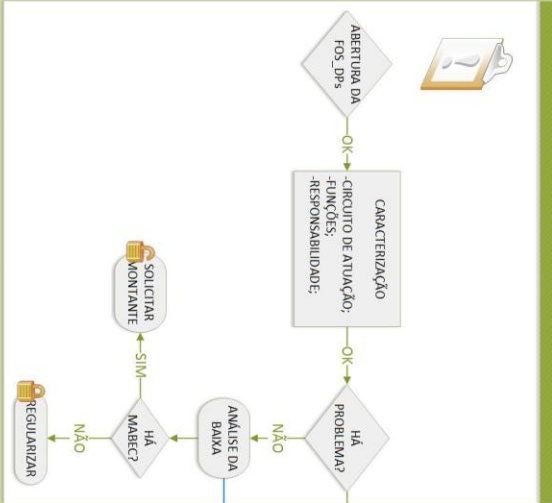 ABERTURA DA
FOS_DPs
OK
CARACTERIZAÇÃO
-CIRCUITO DE ATUAÇÃO;
-FUNÇÕES;
-RESPONSABILIDADE;
OK
HÁ
PROBLEMA?
NÃO
ANÁLISE DA
BAIXA
HÁ
MABEC?
SIM
SOLICITAR
MONTANTE
NÃO
REGULARIZAR